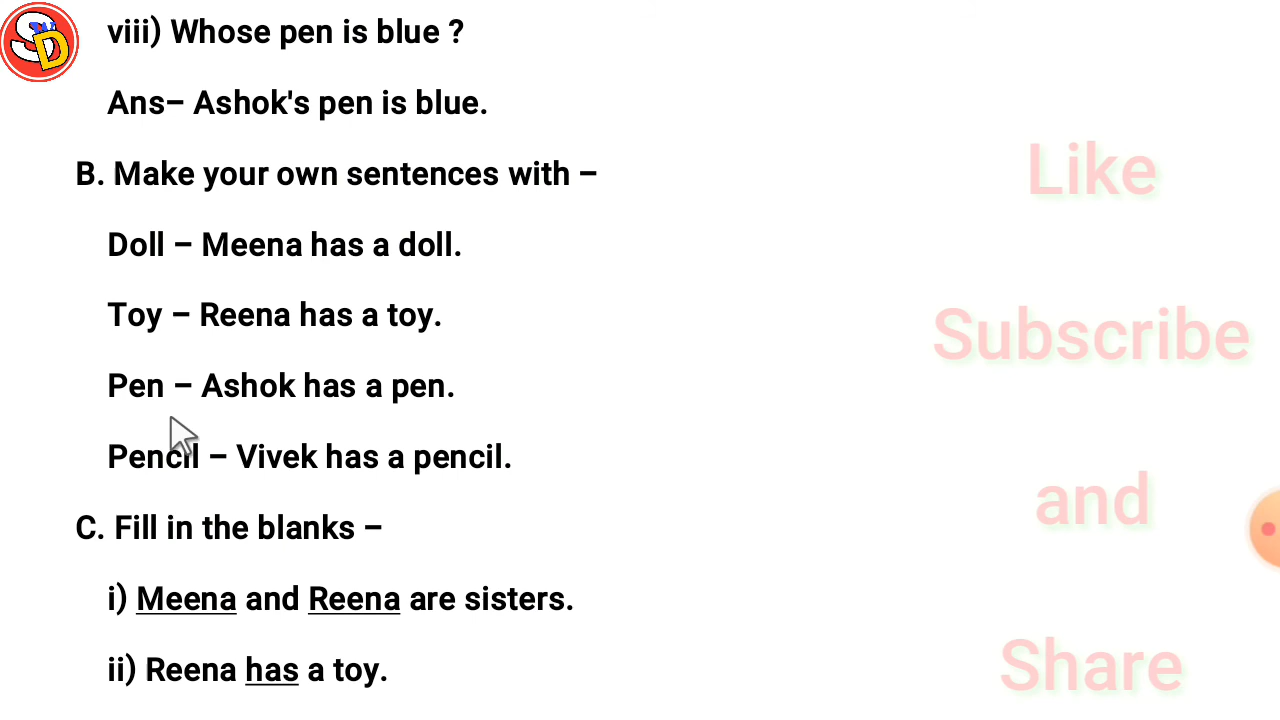 SD
viii) Whose pen is blue ?
Ans– Ashok's pen is blue.
B. Make your own sentences with –
Doll – Meena has a doll.
Toy – Reena has a toy.
Pen – Ashok has a pen.
Pencil – Vivek has a pencil.
C. Fill in the blanks –
i) Meena and Reena are sisters.
ii) Reena has a toy.
Like
Subscribe
and
Share